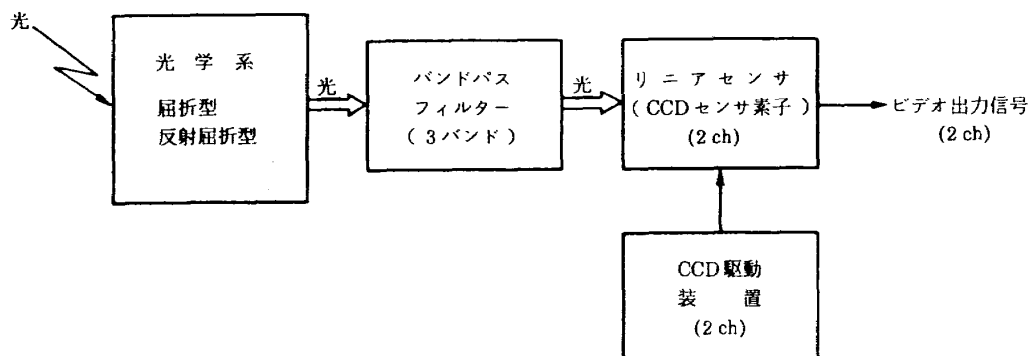 光
光学系
屈折型
反射屈折型
光
バンドパス
フィルター
(3バンド)
光
リニアセンサ
(CCDセンサ素子)
(2 ch)
ビデオ出力信号
(2 ch)
CCD駆動
装置
(2 ch)